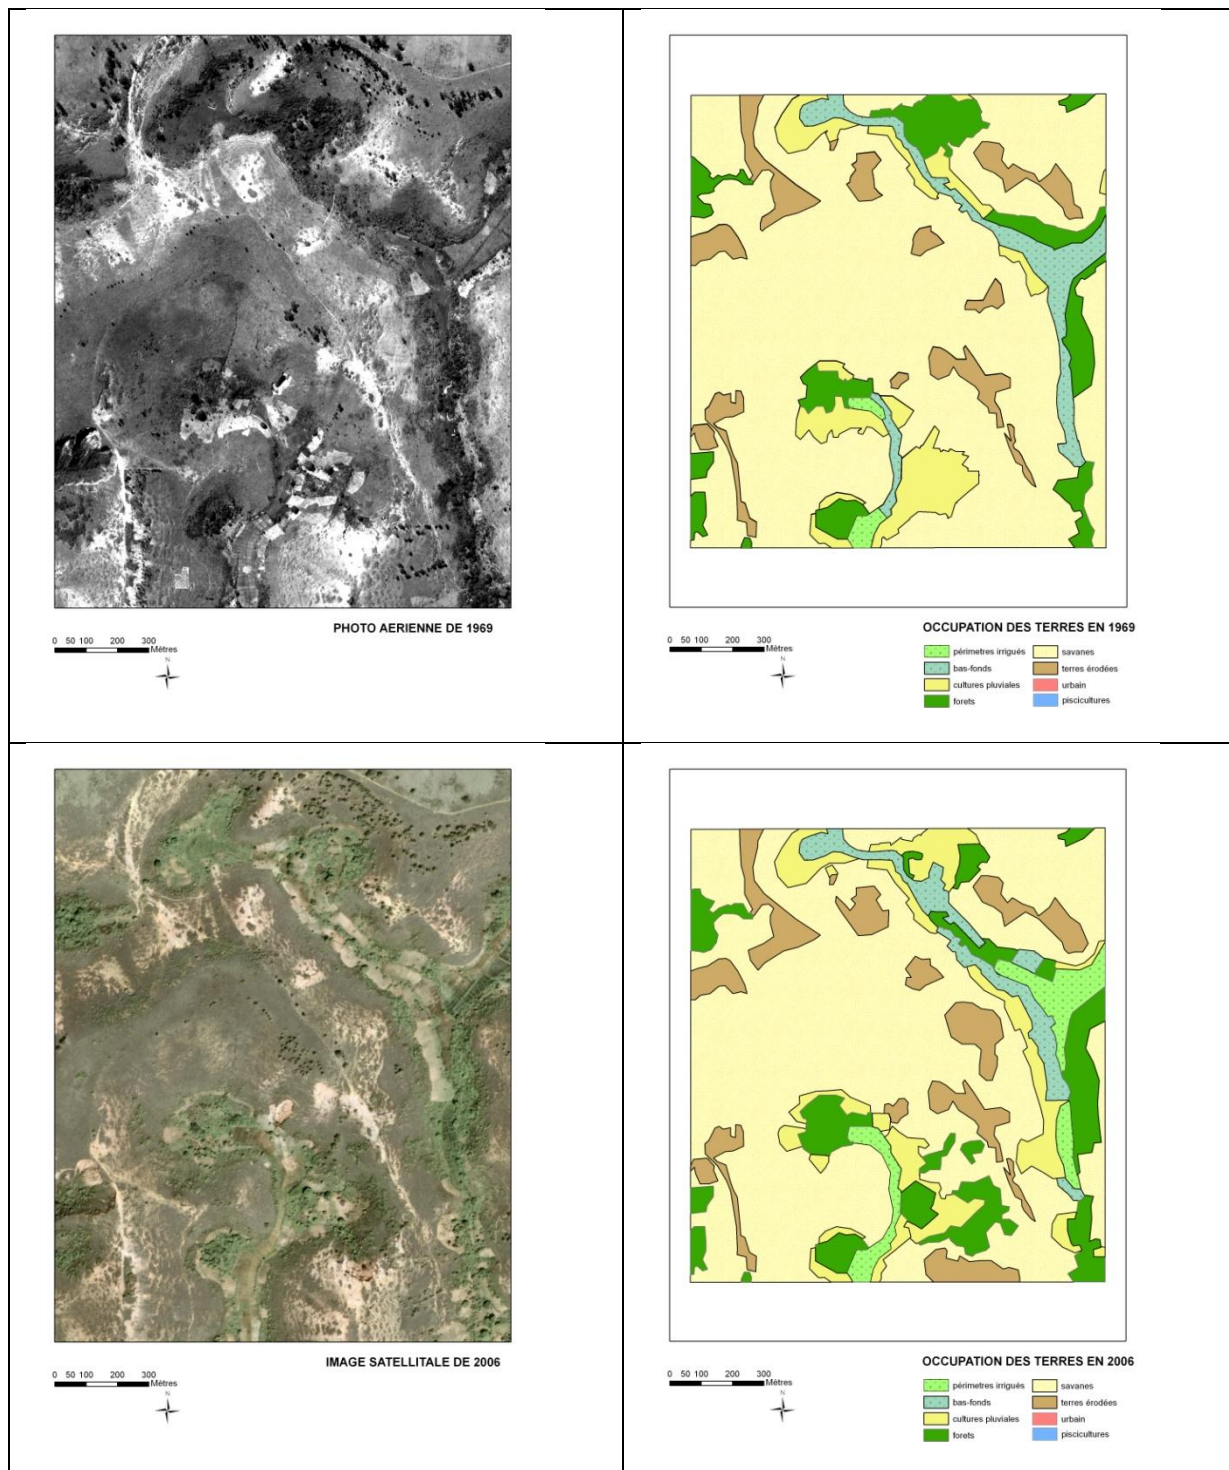 PHOTO AERIENNE DE 1969
0 50 100 200 300
Mètres
N
OCCUPATION DES TERRES EN 1969
0 50 100 200 300
Mètres
N
périmetres irrigués
savanes
bas-fonds
terres érodées
cultures pluviales
urbain
forets
piscicultures
IMAGE SATELLITALE DE 2006
0 50 100 200 300
Mètres
N
OCCUPATION DES TERRES EN 2006
0 50 100 200 300
Mètres
N
périmetres irrigués
savanes
bas-fonds
terres érodées
cultures pluviales
urbain
forets
piscicultures